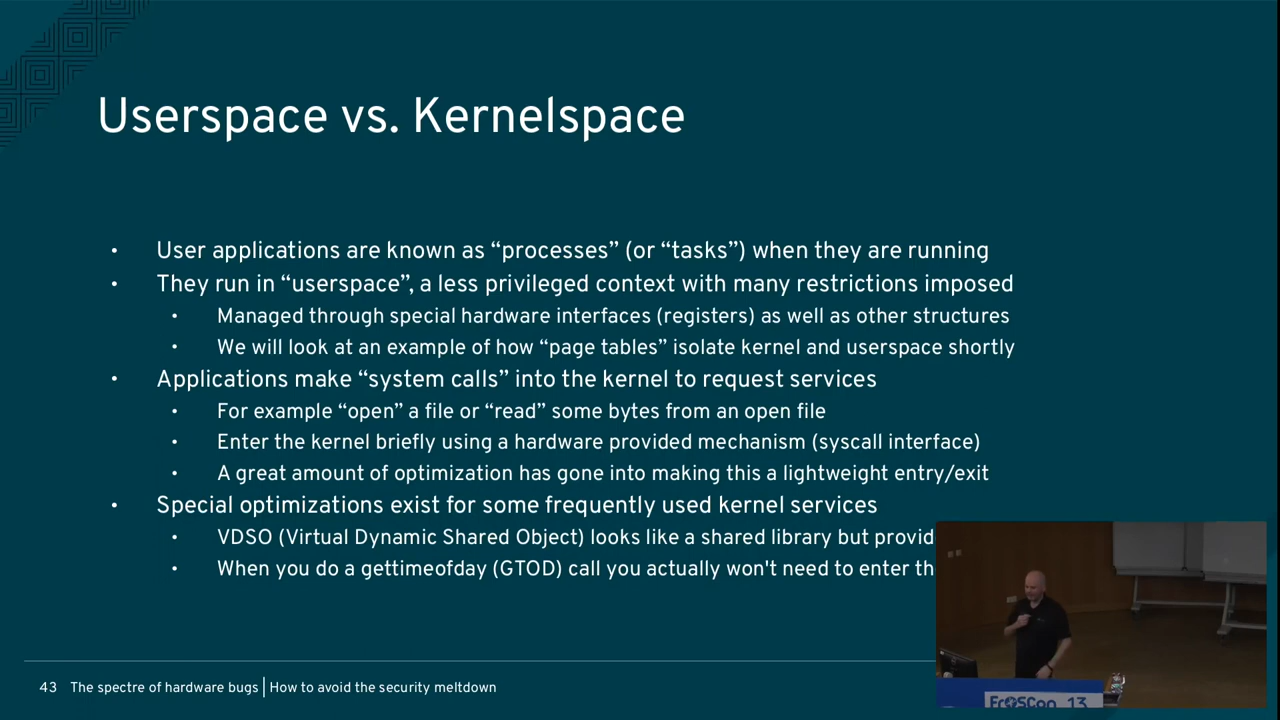 Userspace vs. Kernelspace
• User applications are known as “processes” (or “tasks”) when they are running
• They run in “userspace”, a less privileged context with many restrictions imposed
• Managed through special hardware interfaces (registers) as well as other structures
• We will look at an example of how “page tables” isolate kernel and userspace shortly
• Applications make “system calls” into the kernel to request services
• For example “open” a file or “read” some bytes from an open file
• Enter the kernel briefly using a hardware provided mechanism (syscall interface)
• A great amount of optimization has gone into making this a lightweight entry/exit
• Special optimizations exist for some frequently used kernel services
• VDSO (Virtual Dynamic Shared Object) looks like a shared library but provid
• When you do a gettimeofday (GTOD) call you actually won't need to enter th
43 The spectre of hardware bugs | How to avoid the security meltdown
FrOSCon 13